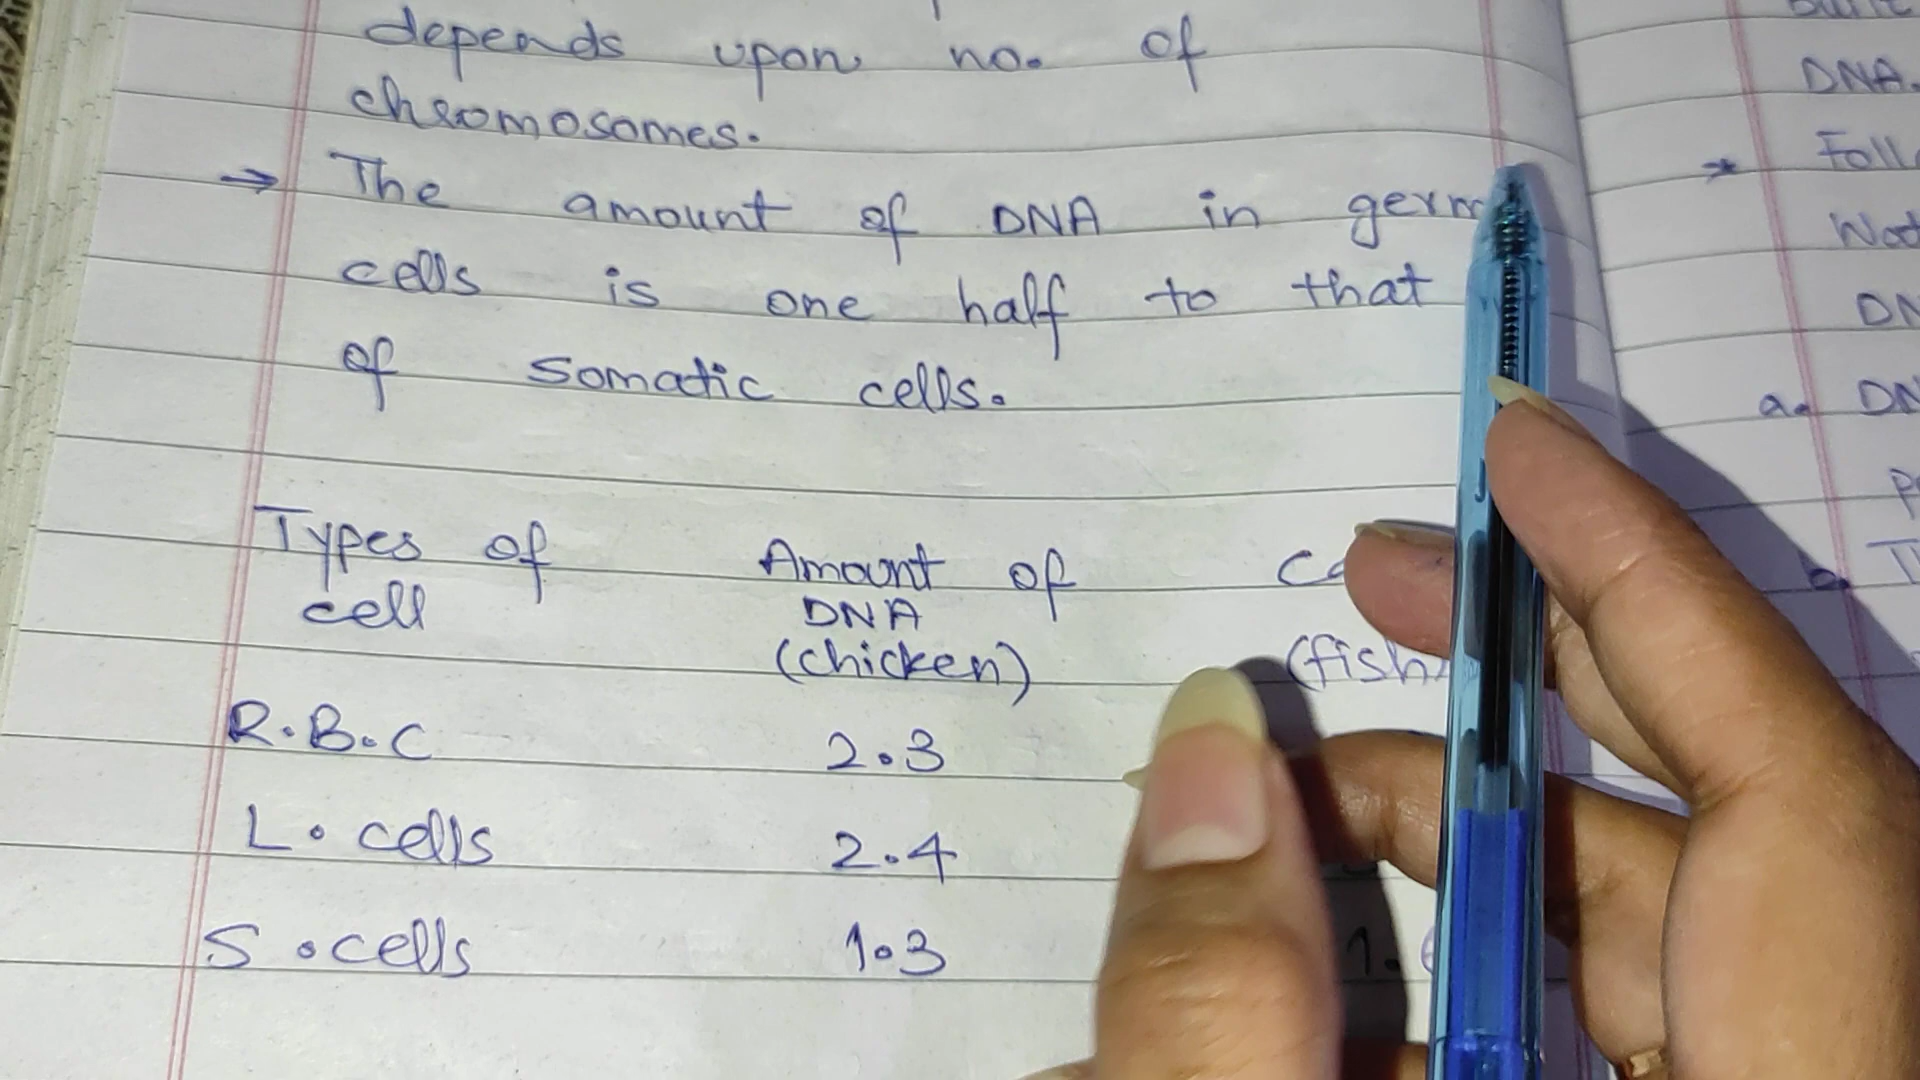 depends upon no. of
chromosomes.
→ The amount of DNA in germ
cells is one half to that
of somatic cells.
Types of Amount of
cell DNA
(chicken) (fish
R.B.C 2.3
L. cells 2.4
S.cells 1.3
DNA.
DN
a. DN